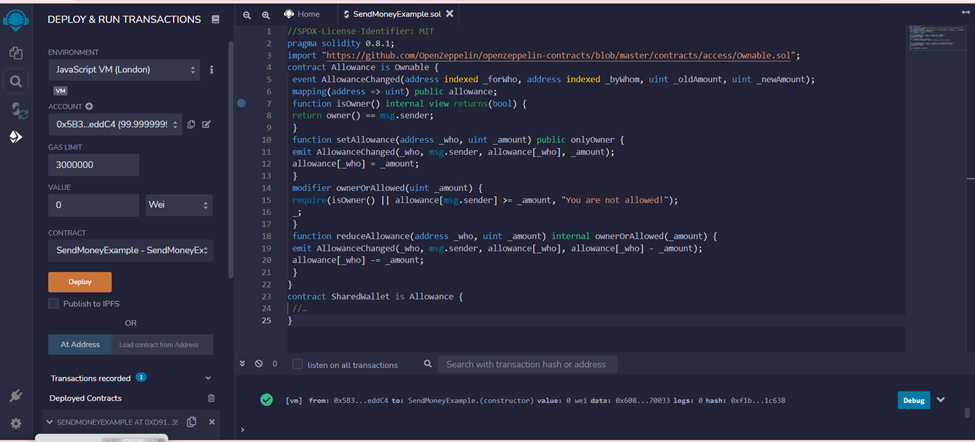 DEPLOY & RUN TRANSACTIONS
ENVIRONMENT
JavaScript VM (London)
VM
ACCOUNT
0x5B3...eddC4 (99.9999999
GAS LIMIT
3000000
VALUE
0
Wei
CONTRACT
SendMoneyExample - SendMoneyEx
Deploy
Publish to IPFS
OR
At Address
Load contract from Address
Transactions recorded 1
Deployed Contracts
SENDMONEYEXAMPLE AT 0XD91...39
Home
SendMoneyExample.sol
1 //SPDX-License-Identifier: MIT
2 pragma solidity 0.8.1;
3 import "https://github.com/OpenZeppelin/openzeppelin-contracts/blob/master/contracts/access/Ownable.sol";
4 contract Allowance is Ownable {
5 event AllowanceChanged(address indexed _forWho, address indexed _byWhom, uint _oldAmount, uint _newAmount);
6 mapping(address => uint) public allowance;
7 function isOwner() internal view returns(bool) {
8 return owner() == msg.sender;
9 }
10 function setAllowance(address _who, uint _amount) public onlyOwner {
11 emit AllowanceChanged(_who, msg.sender, allowance[_who], _amount);
12 allowance[_who] = _amount;
13 }
14 modifier ownerOrAllowed(uint _amount) {
15 require(isOwner() || allowance[msg.sender] >= _amount, "You are not allowed!");
16 _;
17 }
18 function reduceAllowance(address _who, uint _amount) internal ownerOrAllowed(_amount) {
19 emit AllowanceChanged(_who, msg.sender, allowance[_who], allowance[_who] - _amount);
20 allowance[_who] -= _amount;
21 }
22 }
23 contract SharedWallet is Allowance {
24 //…
25 }
0
listen on all transactions
Search with transaction hash or address
[vm] from: 0x5B3...eddC4 to: SendMoneyExample.(constructor) value: 0 wei data: 0x608...70033 logs: 0 hash: 0xf1b...1c638
Debug
>